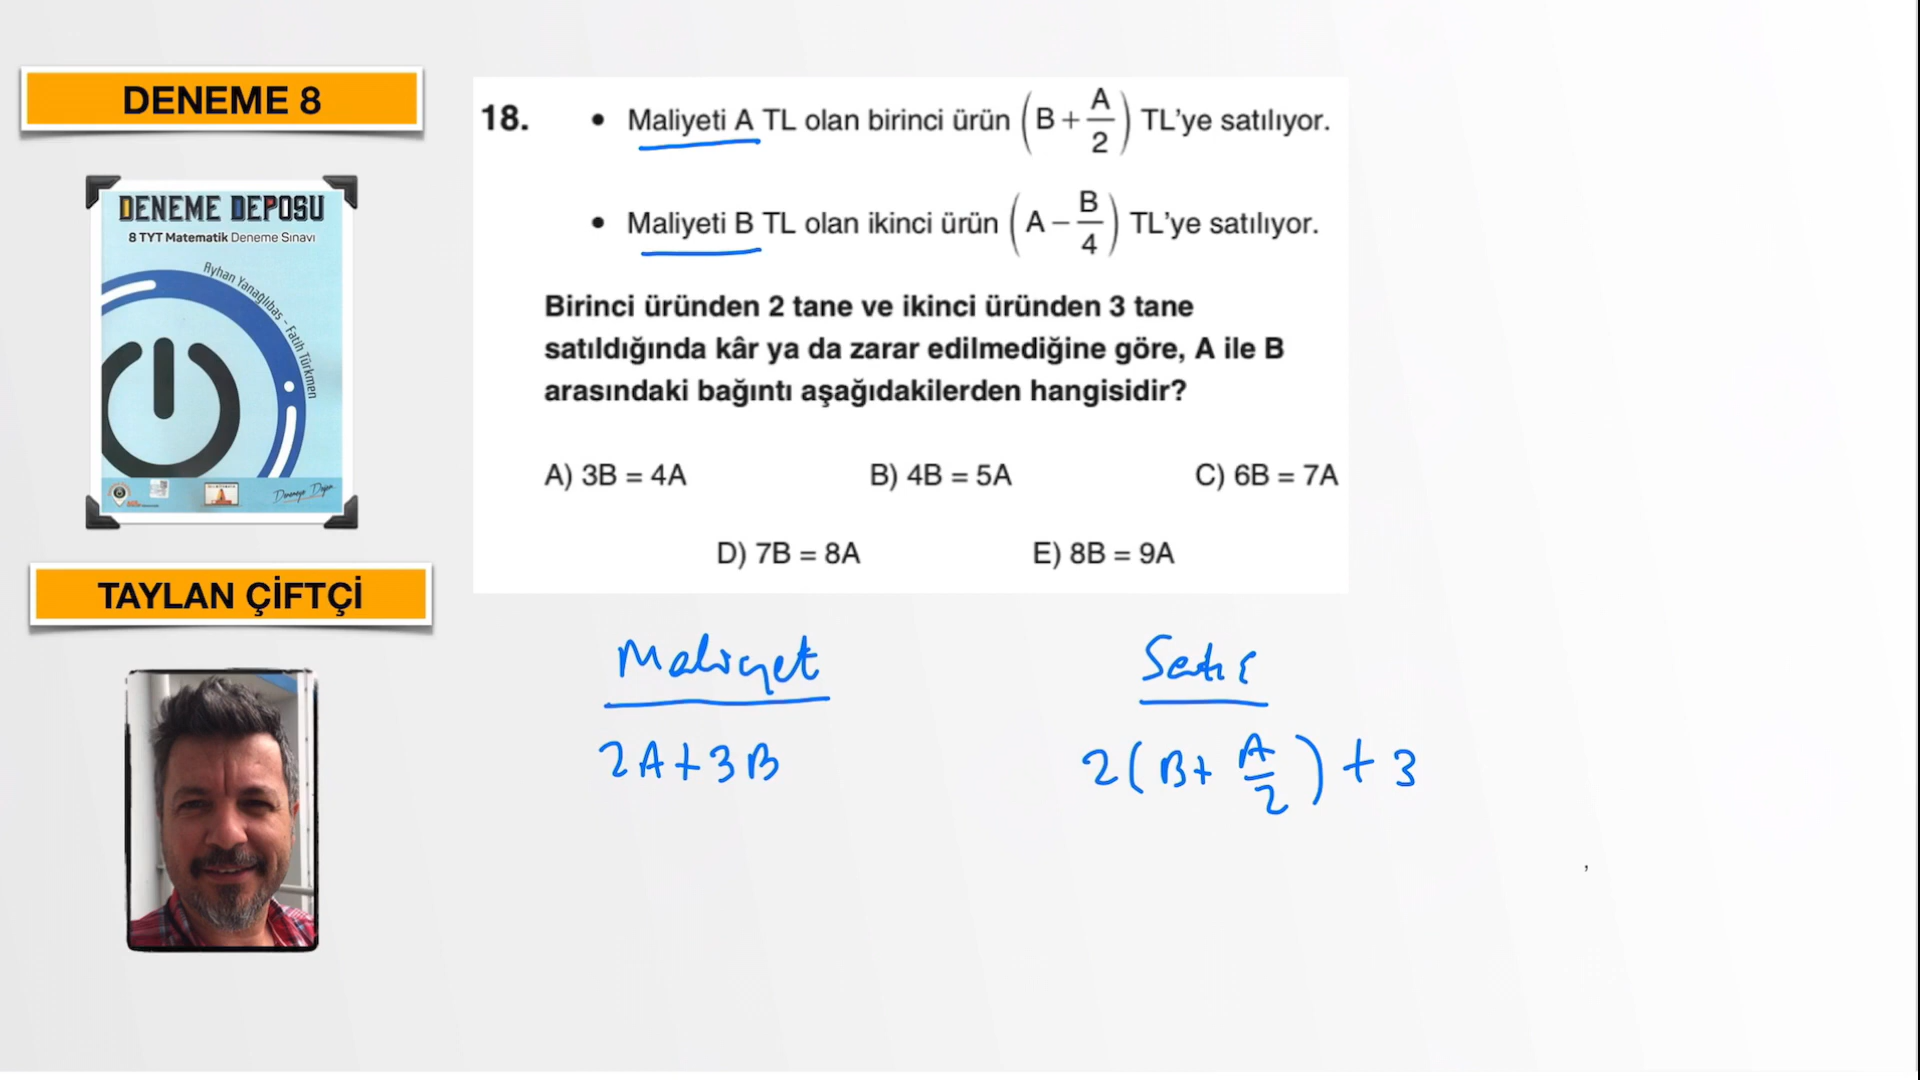 DENEME 8
DENEME DEPOSU
8 TYT Matematik Deneme Sınavı
Ayhan Yanağlıbaş - Fatih Türkmen
TAYLAN ÇİFTÇİ
18. • Maliyeti A TL olan birinci ürün (B + A/2) TL'ye satılıyor.
• Maliyeti B TL olan ikinci ürün (A − B/4) TL'ye satılıyor.
Birinci üründen 2 tane ve ikinci üründen 3 tane
satıldığında kâr ya da zarar edilmediğine göre, A ile B
arasındaki bağıntı aşağıdakilerden hangisidir?
A) 3B = 4A B) 4B = 5A C) 6B = 7A
D) 7B = 8A E) 8B = 9A
Maliyet Satış
2A+3B 2(B+ A/2) + 3